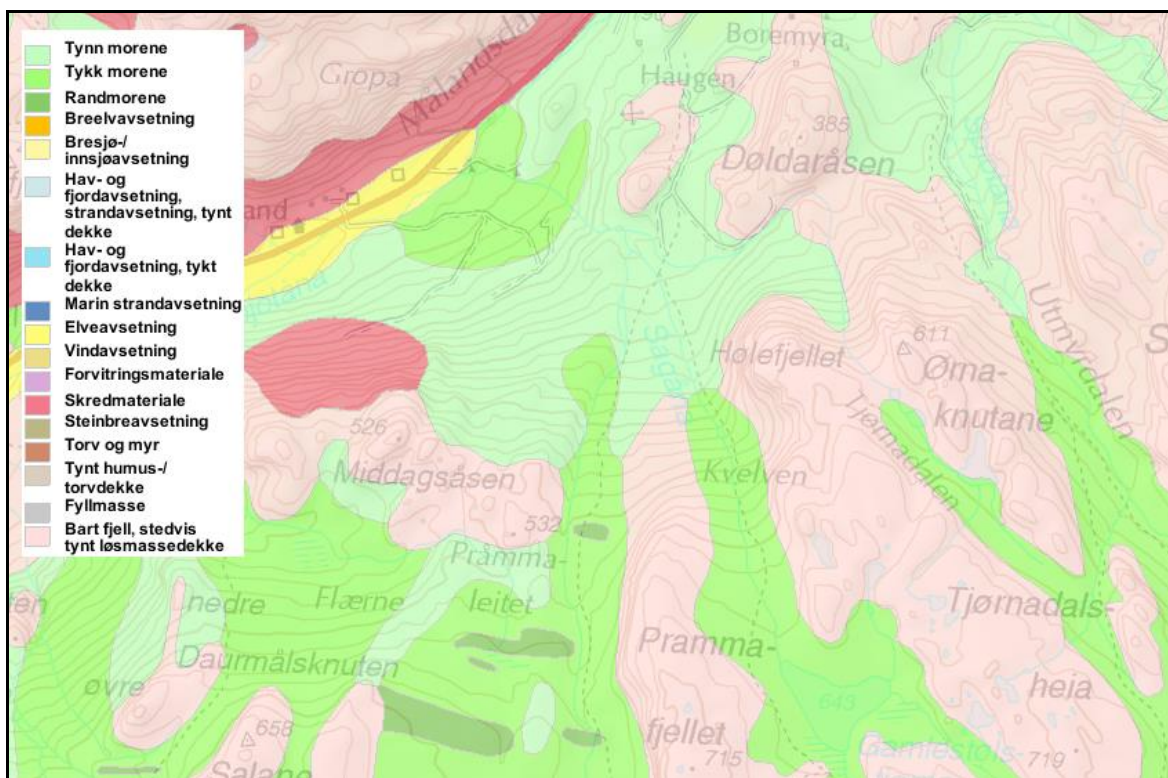 Tynn morene
Tykk morene
Randmorene
Breelvavsetning
Bresjø-/
innsjøavsetning
Hav- og
fjordavsetning,
strandavsetning, tynt
dekke
Hav- og
fjordavsetning, tykt
dekke
Marin strandavsetning
Elveavsetning
Vindavsetning
Forvitringsmateriale
Skredmateriale
Steinbreavsetning
Torv og myr
Tynt humus-/
torvdekke
Fyllmasse
Bart fjell, stedvis
tynt løsmassedekke
Gropa
Boremyra
Haugen
385
Døldaråsen
Hølefjellet
611
Ørna-
knutane
Utmyrdalen
Tjørnadalen
526
Middagsåsen
Kvelven
532
Pramma-
leitet
nedre
Flærne
Daurmålsknuten
øvre
Pramma-
fjellet
715
Tjørnadals-
heia
643
658
Salane
719